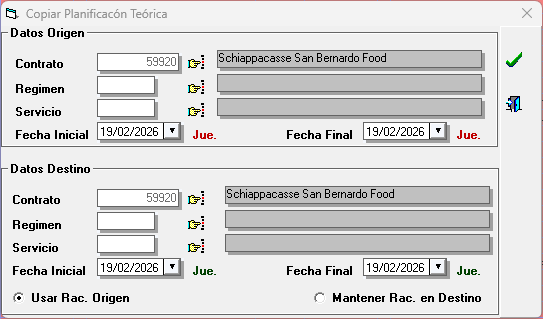 Copiar Planificacón Teórica
Datos Origen
Contrato 59920 Schiappacasse San Bernardo Food
Regimen
Servicio
Fecha Inicial 19/02/2026 Jue. Fecha Final 19/02/2026 Jue.
Datos Destino
Contrato 59920 Schiappacasse San Bernardo Food
Regimen
Servicio
Fecha Inicial 19/02/2026 Jue. Fecha Final 19/02/2026 Jue.
Usar Rac. Origen Mantener Rac. en Destino